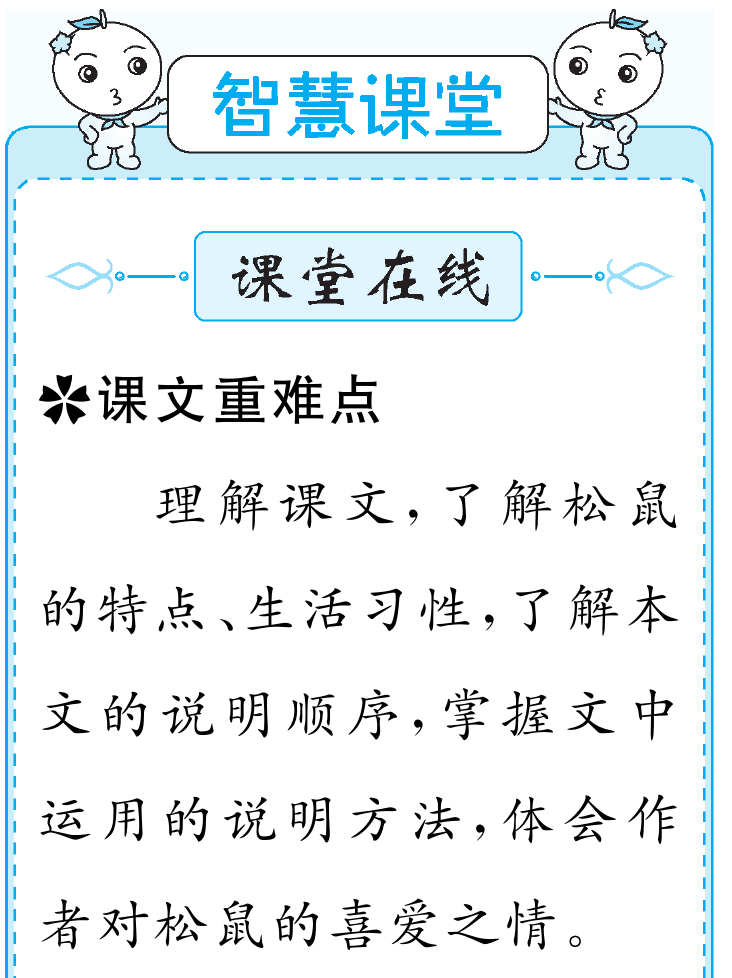 智慧课堂
课堂在线
课文重难点
理解课文,了解松鼠
的特点、生活习性,了解本
文的说明顺序,掌握文中
运用的说明方法,体会作
者对松鼠的喜爱之情。